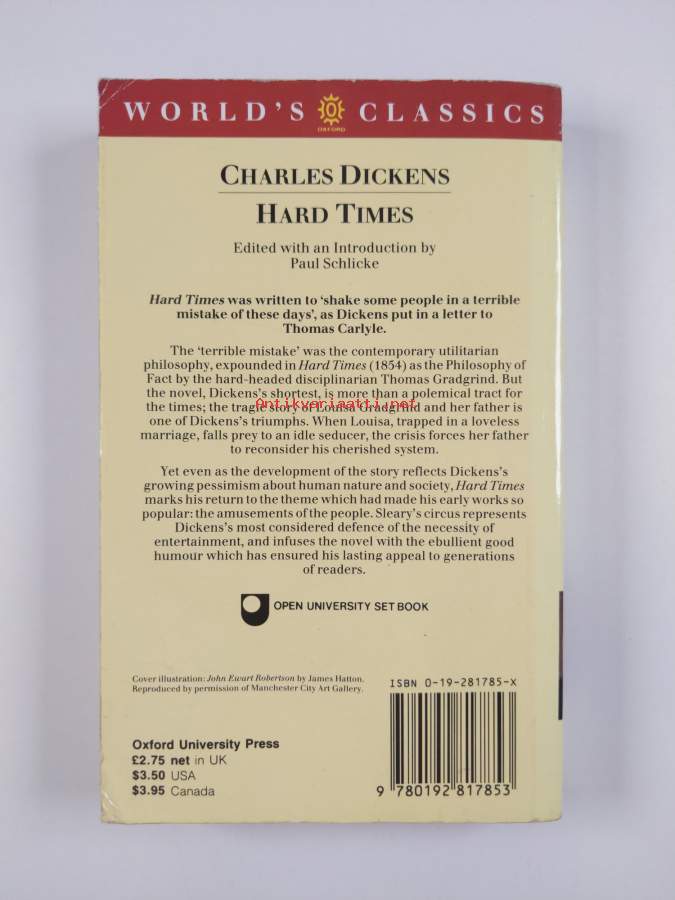 WORLD'S CLASSICS
OXFORD
CHARLES DICKENS
HARD TIMES
Edited with an Introduction by
Paul Schlicke
Hard Times was written to ‘shake some people in a terrible
mistake of these days’, as Dickens put in a letter to
Thomas Carlyle.
The ‘terrible mistake’ was the contemporary utilitarian
philosophy, expounded in Hard Times (1854) as the Philosophy of
Fact by the hard-headed disciplinarian Thomas Gradgrind. But
the novel, Dickens's shortest, is more than a polemical tract for
the times; the tragic story of Louisa Gradgrind and her father is
Antikvariaatti.net
one of Dickens's triumphs. When Louisa, trapped in a loveless
marriage, falls prey to an idle seducer, the crisis forces her father
to reconsider his cherished system.
Yet even as the development of the story reflects Dickens's
growing pessimism about human nature and society, Hard Times
marks his return to the theme which had made his early works so
popular: the amusements of the people. Sleary's circus represents
Dickens's most considered defence of the necessity of
entertainment, and infuses the novel with the ebullient good
humour which has ensured his lasting appeal to generations
of readers.
OPEN UNIVERSITY SET BOOK
Cover illustration: John Ewart Robertson by James Hatton.
Reproduced by permission of Manchester City Art Gallery.
ISBN 0-19-281785-X
Oxford University Press
£2.75 net in UK
$3.50 USA
$3.95 Canada
9 780192 817853